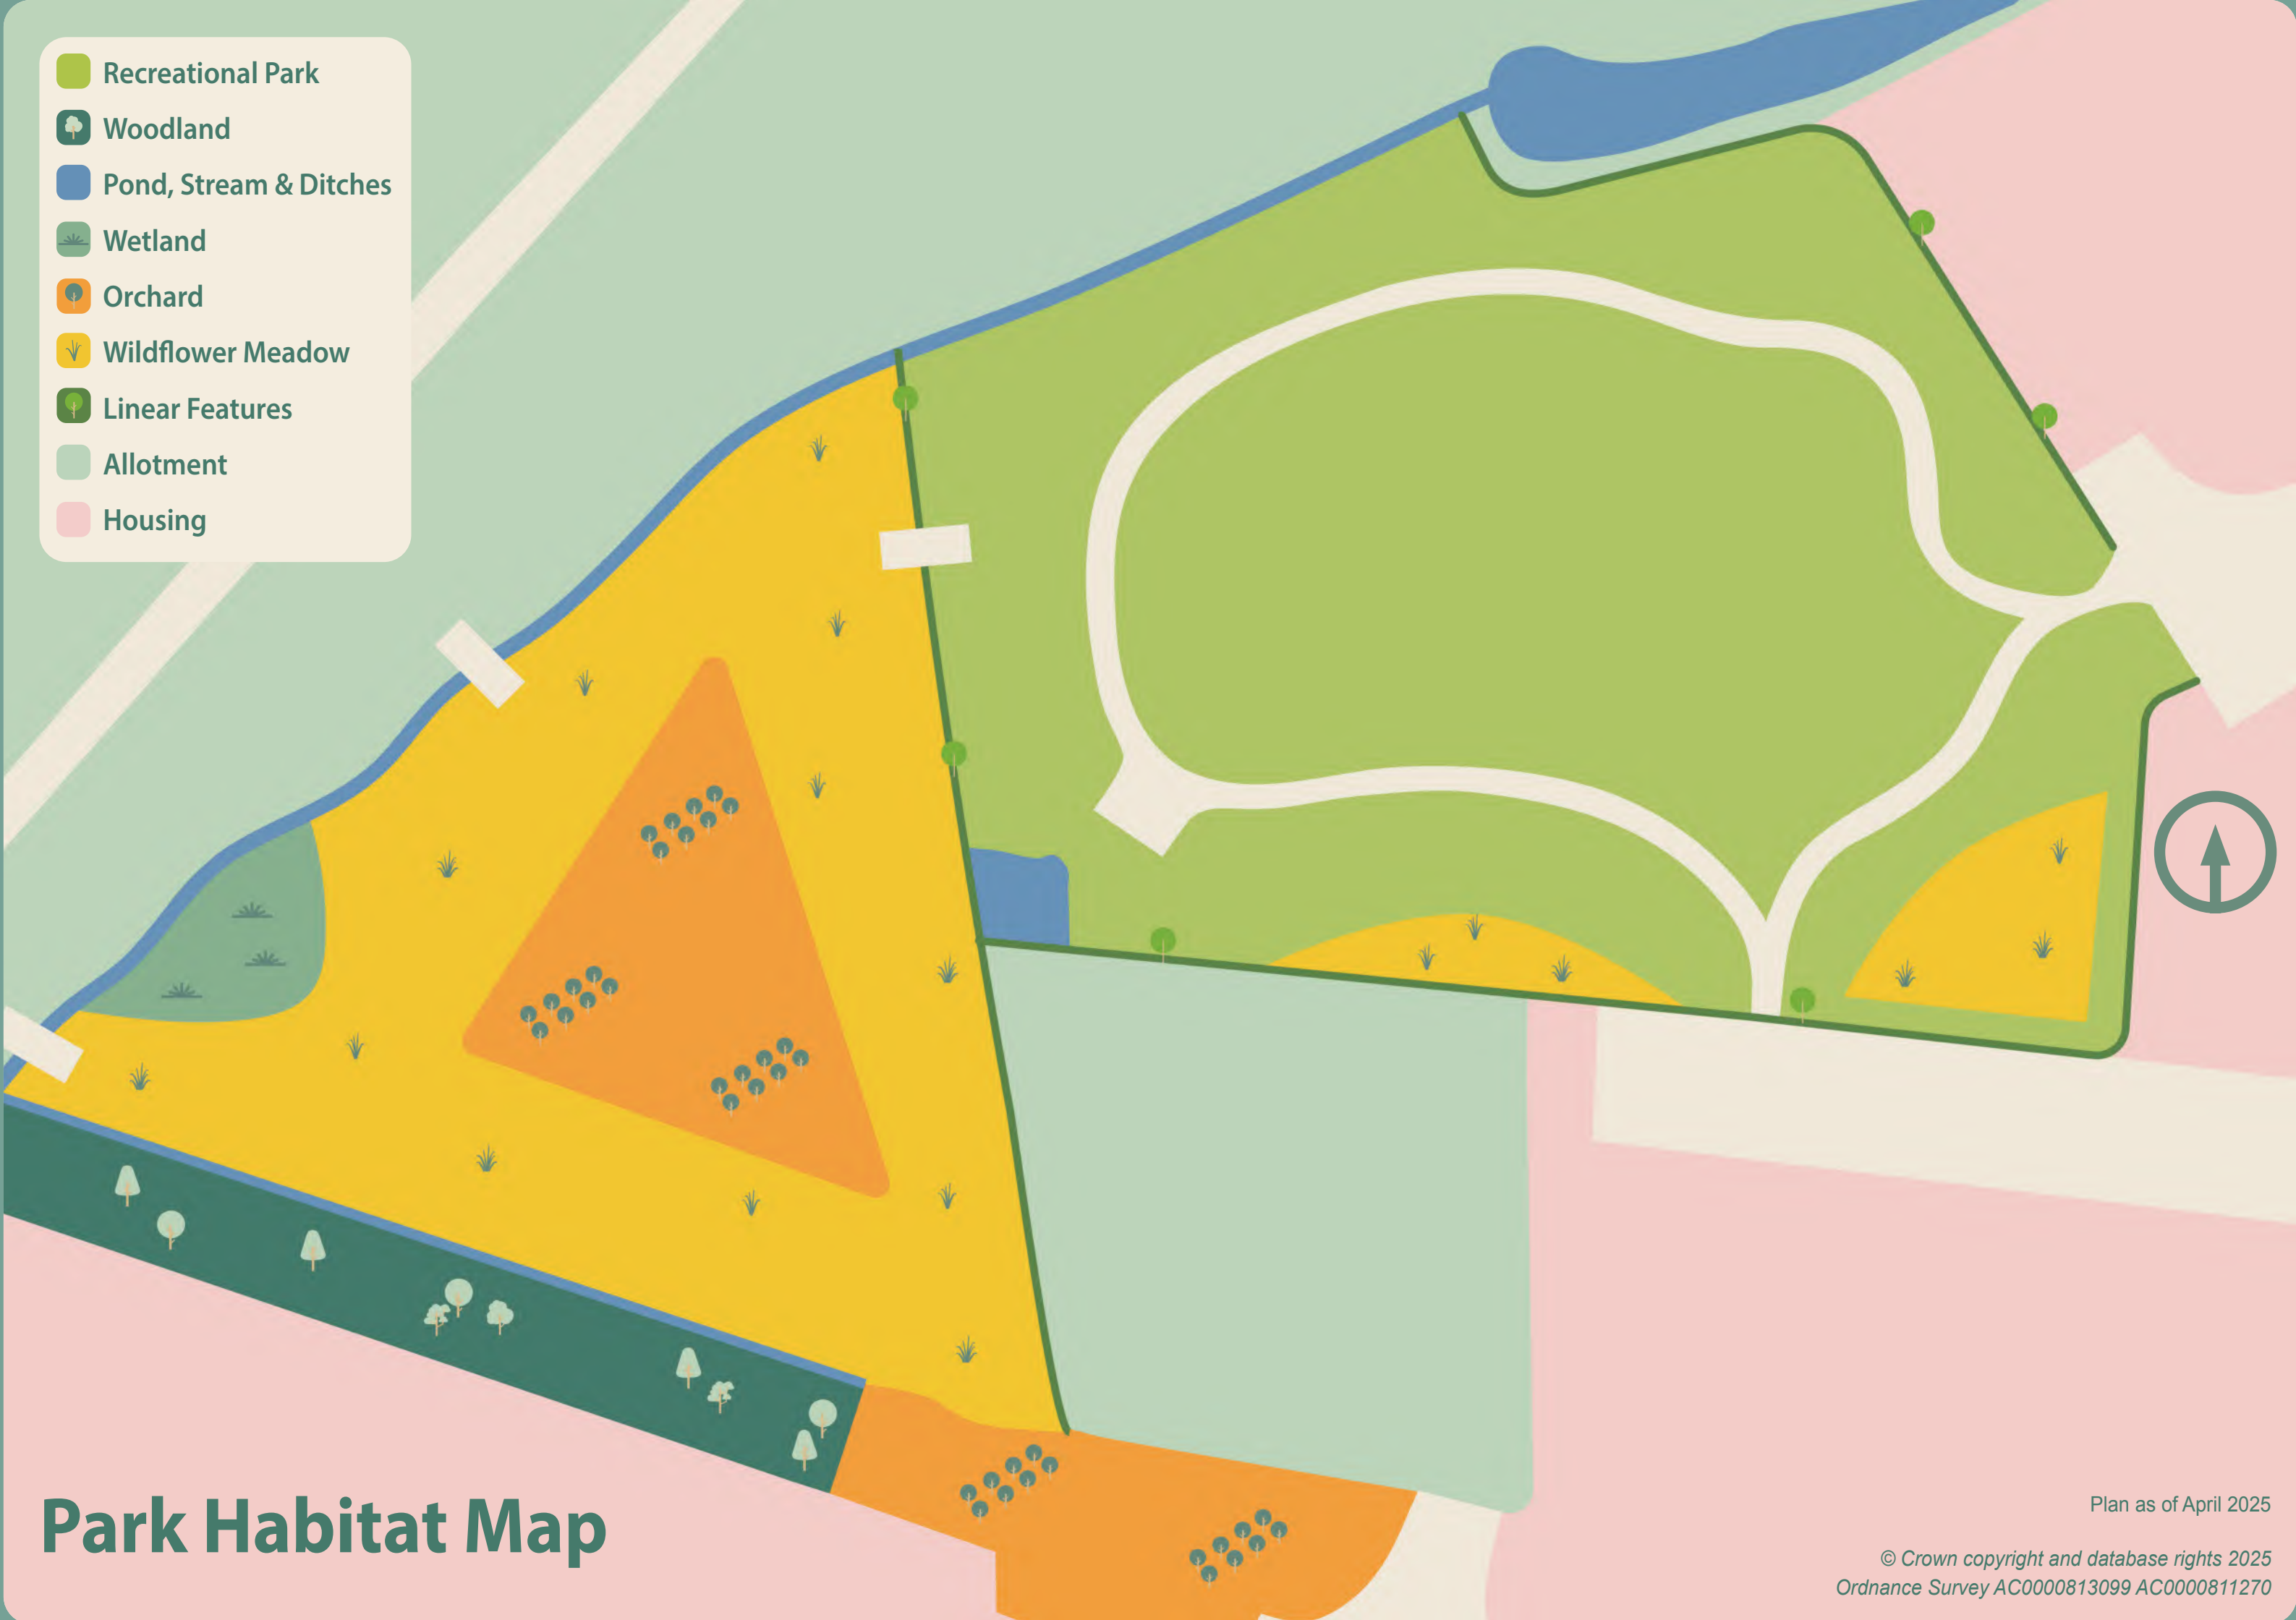 Recreational Park
Woodland
Pond, Stream & Ditches
Wetland
Orchard
Wildflower Meadow
Linear Features
Allotment
Housing
Park Habitat Map
Plan as of April 2025
© Crown copyright and database rights 2025
Ordnance Survey AC0000813099 AC0000811270